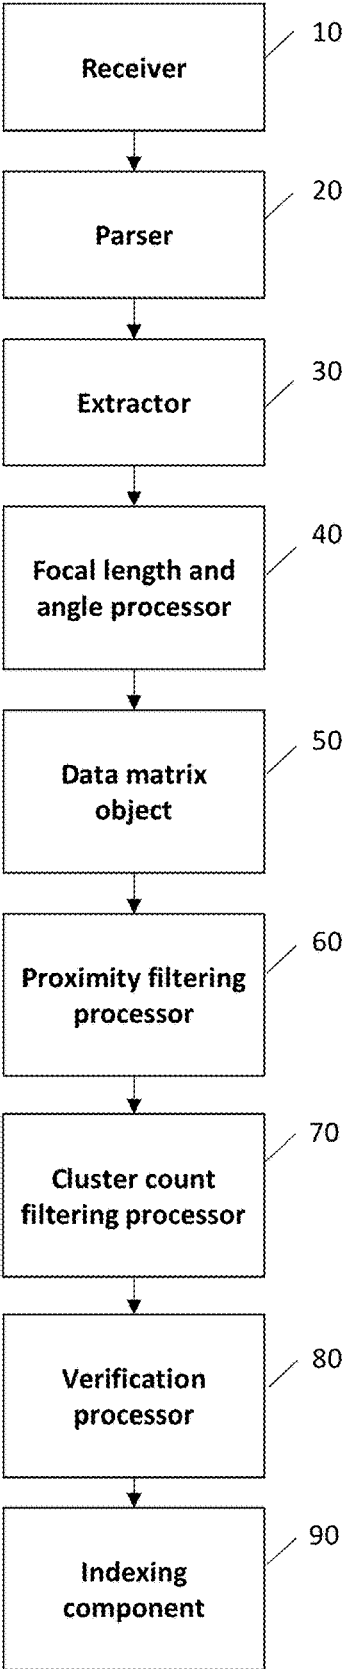 10
Receiver
20
Parser
30
Extractor
40
Focal length and
angle processor
50
Data matrix
object
60
Proximity filtering
processor
70
Cluster count
filtering processor
80
Verification
processor
90
Indexing
component